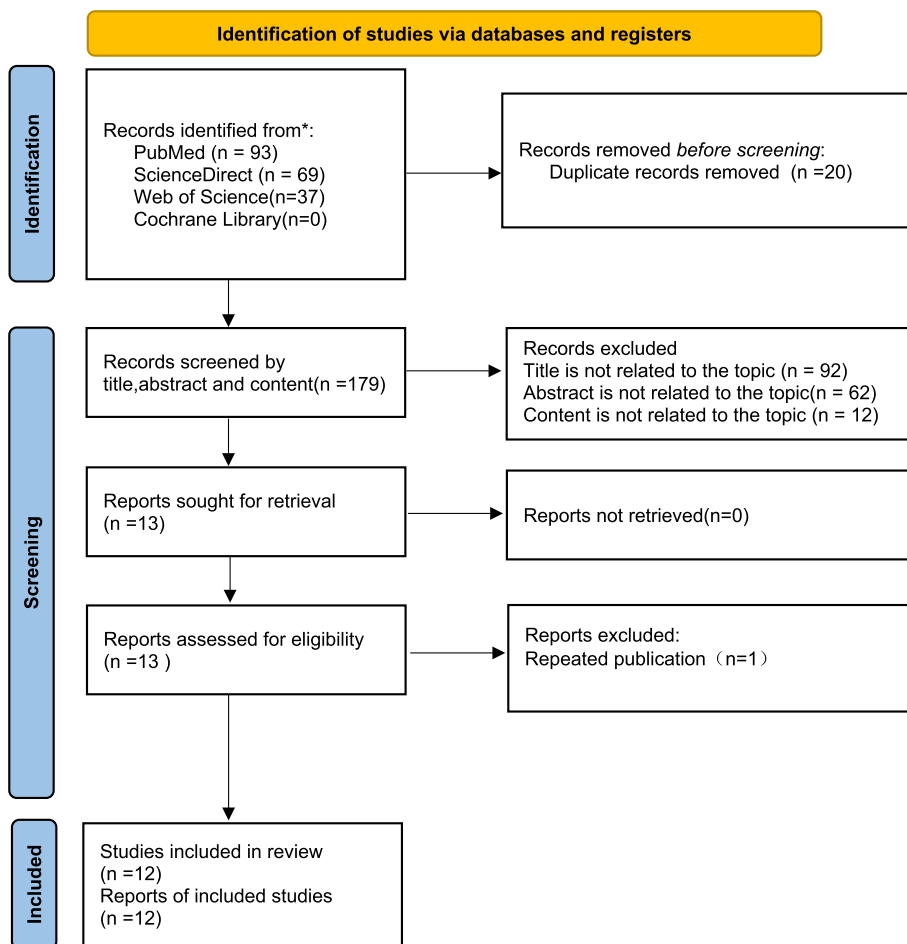 Identification of studies via databases and registers
Identification
Records identified from*:
PubMed (n = 93)
ScienceDirect (n = 69)
Web of Science(n=37)
Cochrane Library(n=0)
Records removed before screening:
Duplicate records removed (n =20)
Screening
Records screened by
title,abstract and content(n =179)
Records excluded
Title is not related to the topic (n = 92)
Abstract is not related to the topic(n = 62)
Content is not related to the topic (n = 12)
Reports sought for retrieval
(n =13)
Reports not retrieved(n=0)
Reports assessed for eligibility
(n =13 )
Reports excluded:
Repeated publication（n=1）
Included
Studies included in review
(n =12)
Reports of included studies
(n =12)